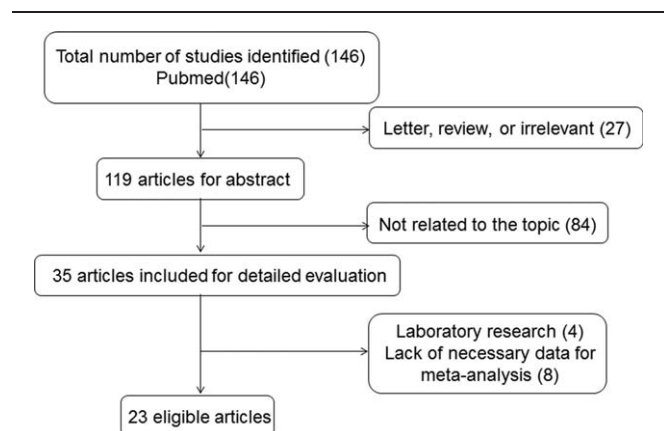 Total number of studies identified (146)
Pubmed(146)
Letter, review, or irrelevant (27)
119 articles for abstract
Not related to the topic (84)
35 articles included for detailed evaluation
Laboratory research (4)
Lack of necessary data for
meta-analysis (8)
23 eligible articles